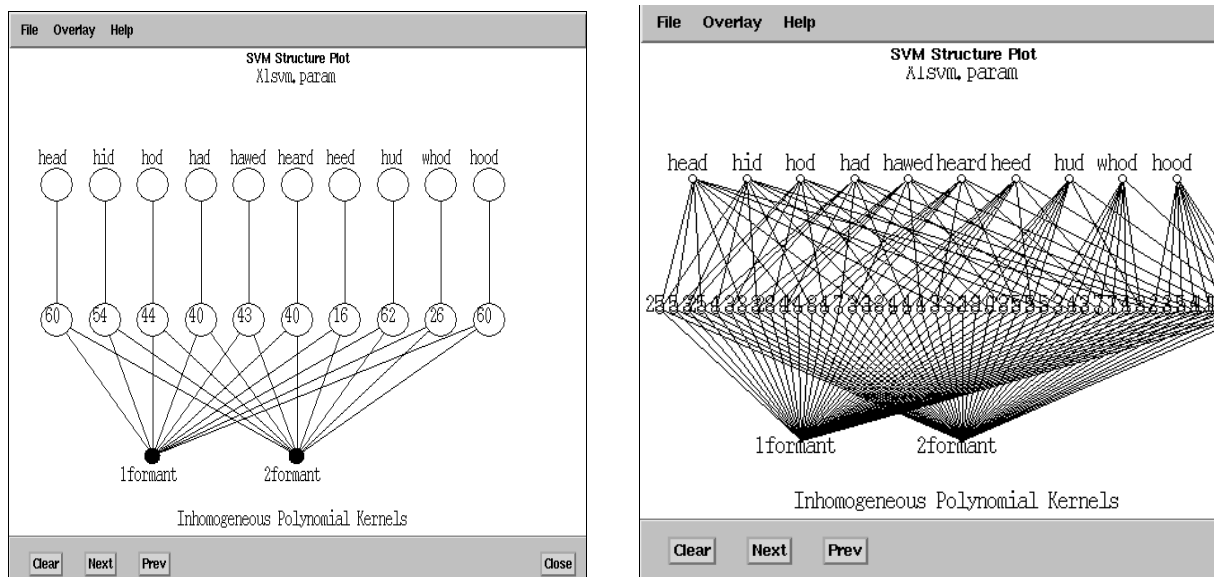 File Overlay Help
SVM Structure Plot
Xlsvm.param
head hid hod had hawed heard heed hud whod hood
60 54 44 40 43 40 16 62 26 60
1formant 2formant
Inhomogeneous Polynomial Kernels
Clear Next Prev Close
File Overlay Help
SVM Structure Plot
Xlsvm.param
head hid hod had hawed heard heed hud whod hood
1formant 2formant
Inhomogeneous Polynomial Kernels
Clear Next Prev